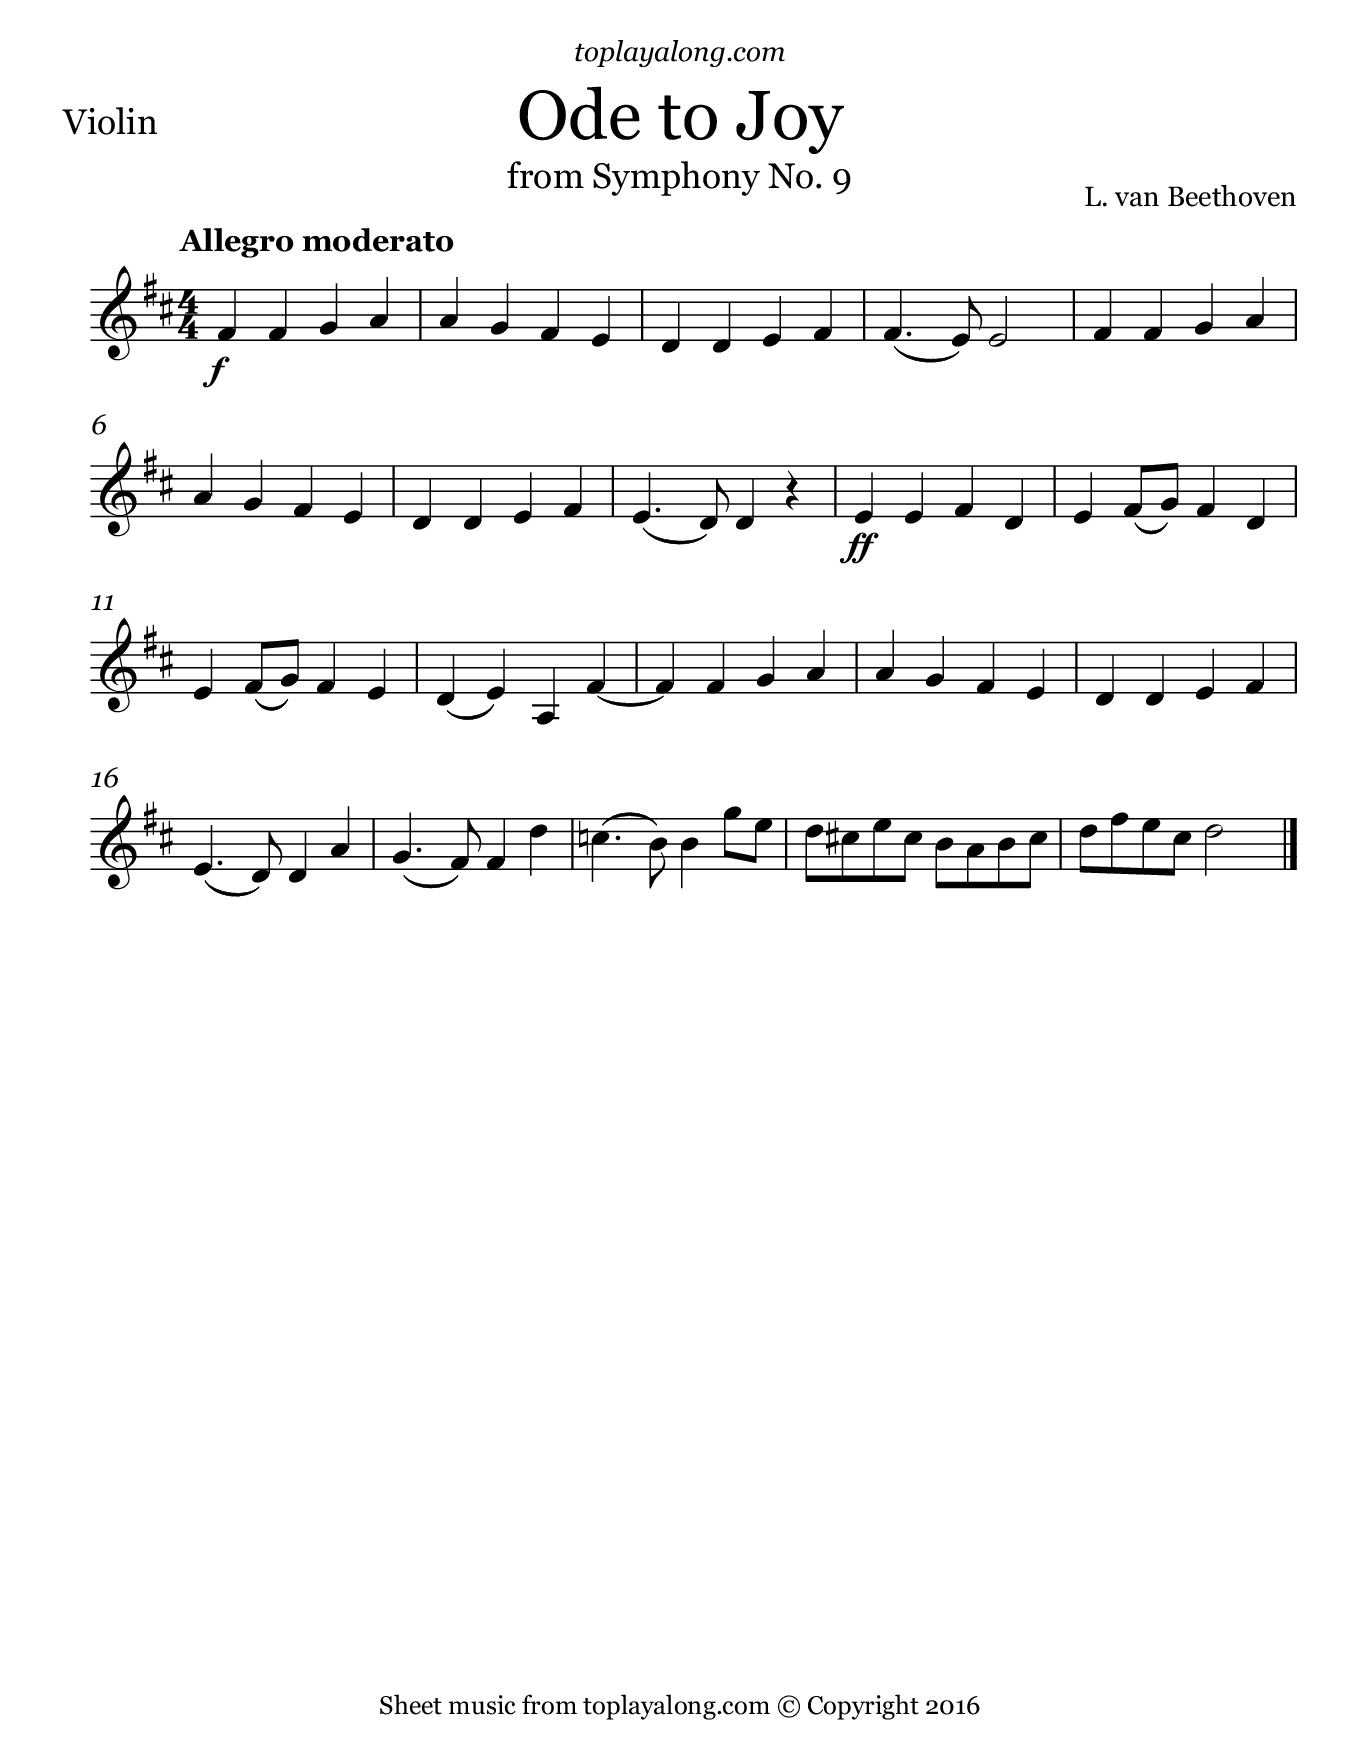 toplayalong.com
Violin
Ode to Joy
from Symphony No. 9
L. van Beethoven
Allegro moderato
4
4
f
6
ff
11
16
Sheet music from toplayalong.com © Copyright 2016